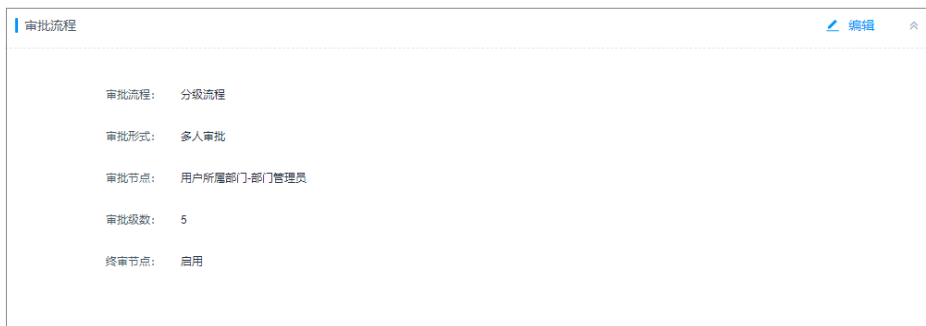 审批流程
编辑
审批流程： 分级流程
审批形式： 多人审批
审批节点： 用户所属部门-部门管理员
审批级数： 5
终审节点： 启用